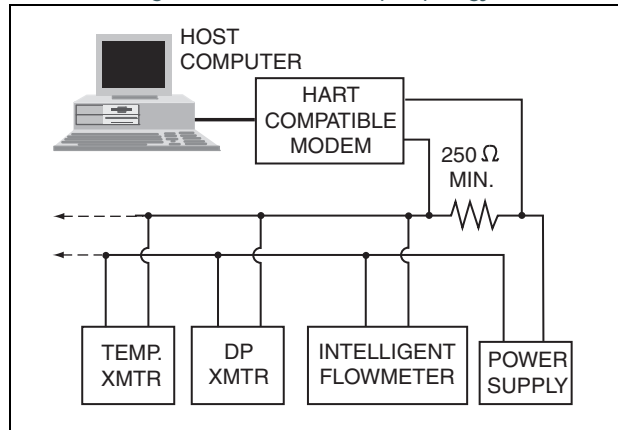 HOST
COMPUTER
HART
COMPATIBLE
MODEM
250 Ω
MIN.
TEMP.
XMTR
DP
XMTR
INTELLIGENT
FLOWMETER
POWER
SUPPLY